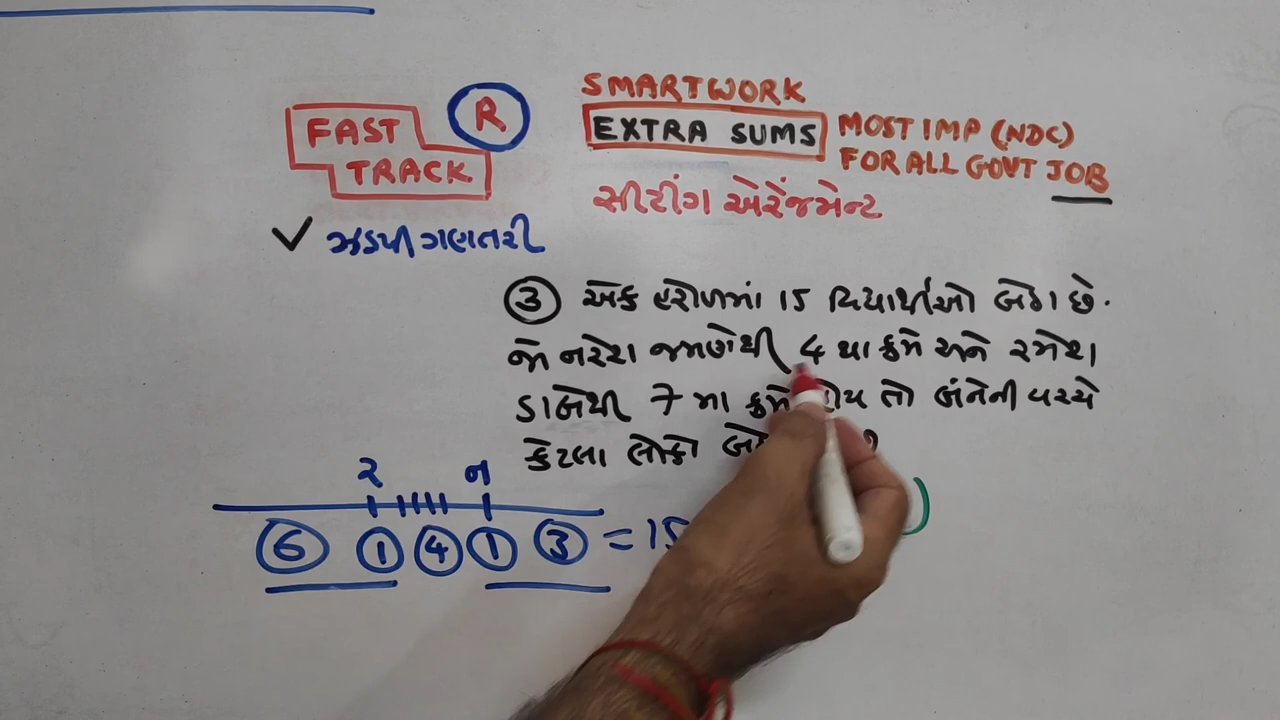 SMARTWORK
FAST TRACK
R
EXTRA SUMS
MOST IMP (NDC)
FOR ALL GOVT JOB
સીટીંગ એરેંજમેન્ટ
✓ ઝડપી ગણતરી
③ એક હરોળમાં 15 વિદ્યાર્થીઓ બેઠા છે.
જો નરેશ જમણેથી 4 થા ક્રમે અને રમેશ
ડાબેથી 7 મા ક્રમે હોય તો બંનેની વચ્ચે
કેટલા લોકો
ર ન
6 1 4 1 3 = 15